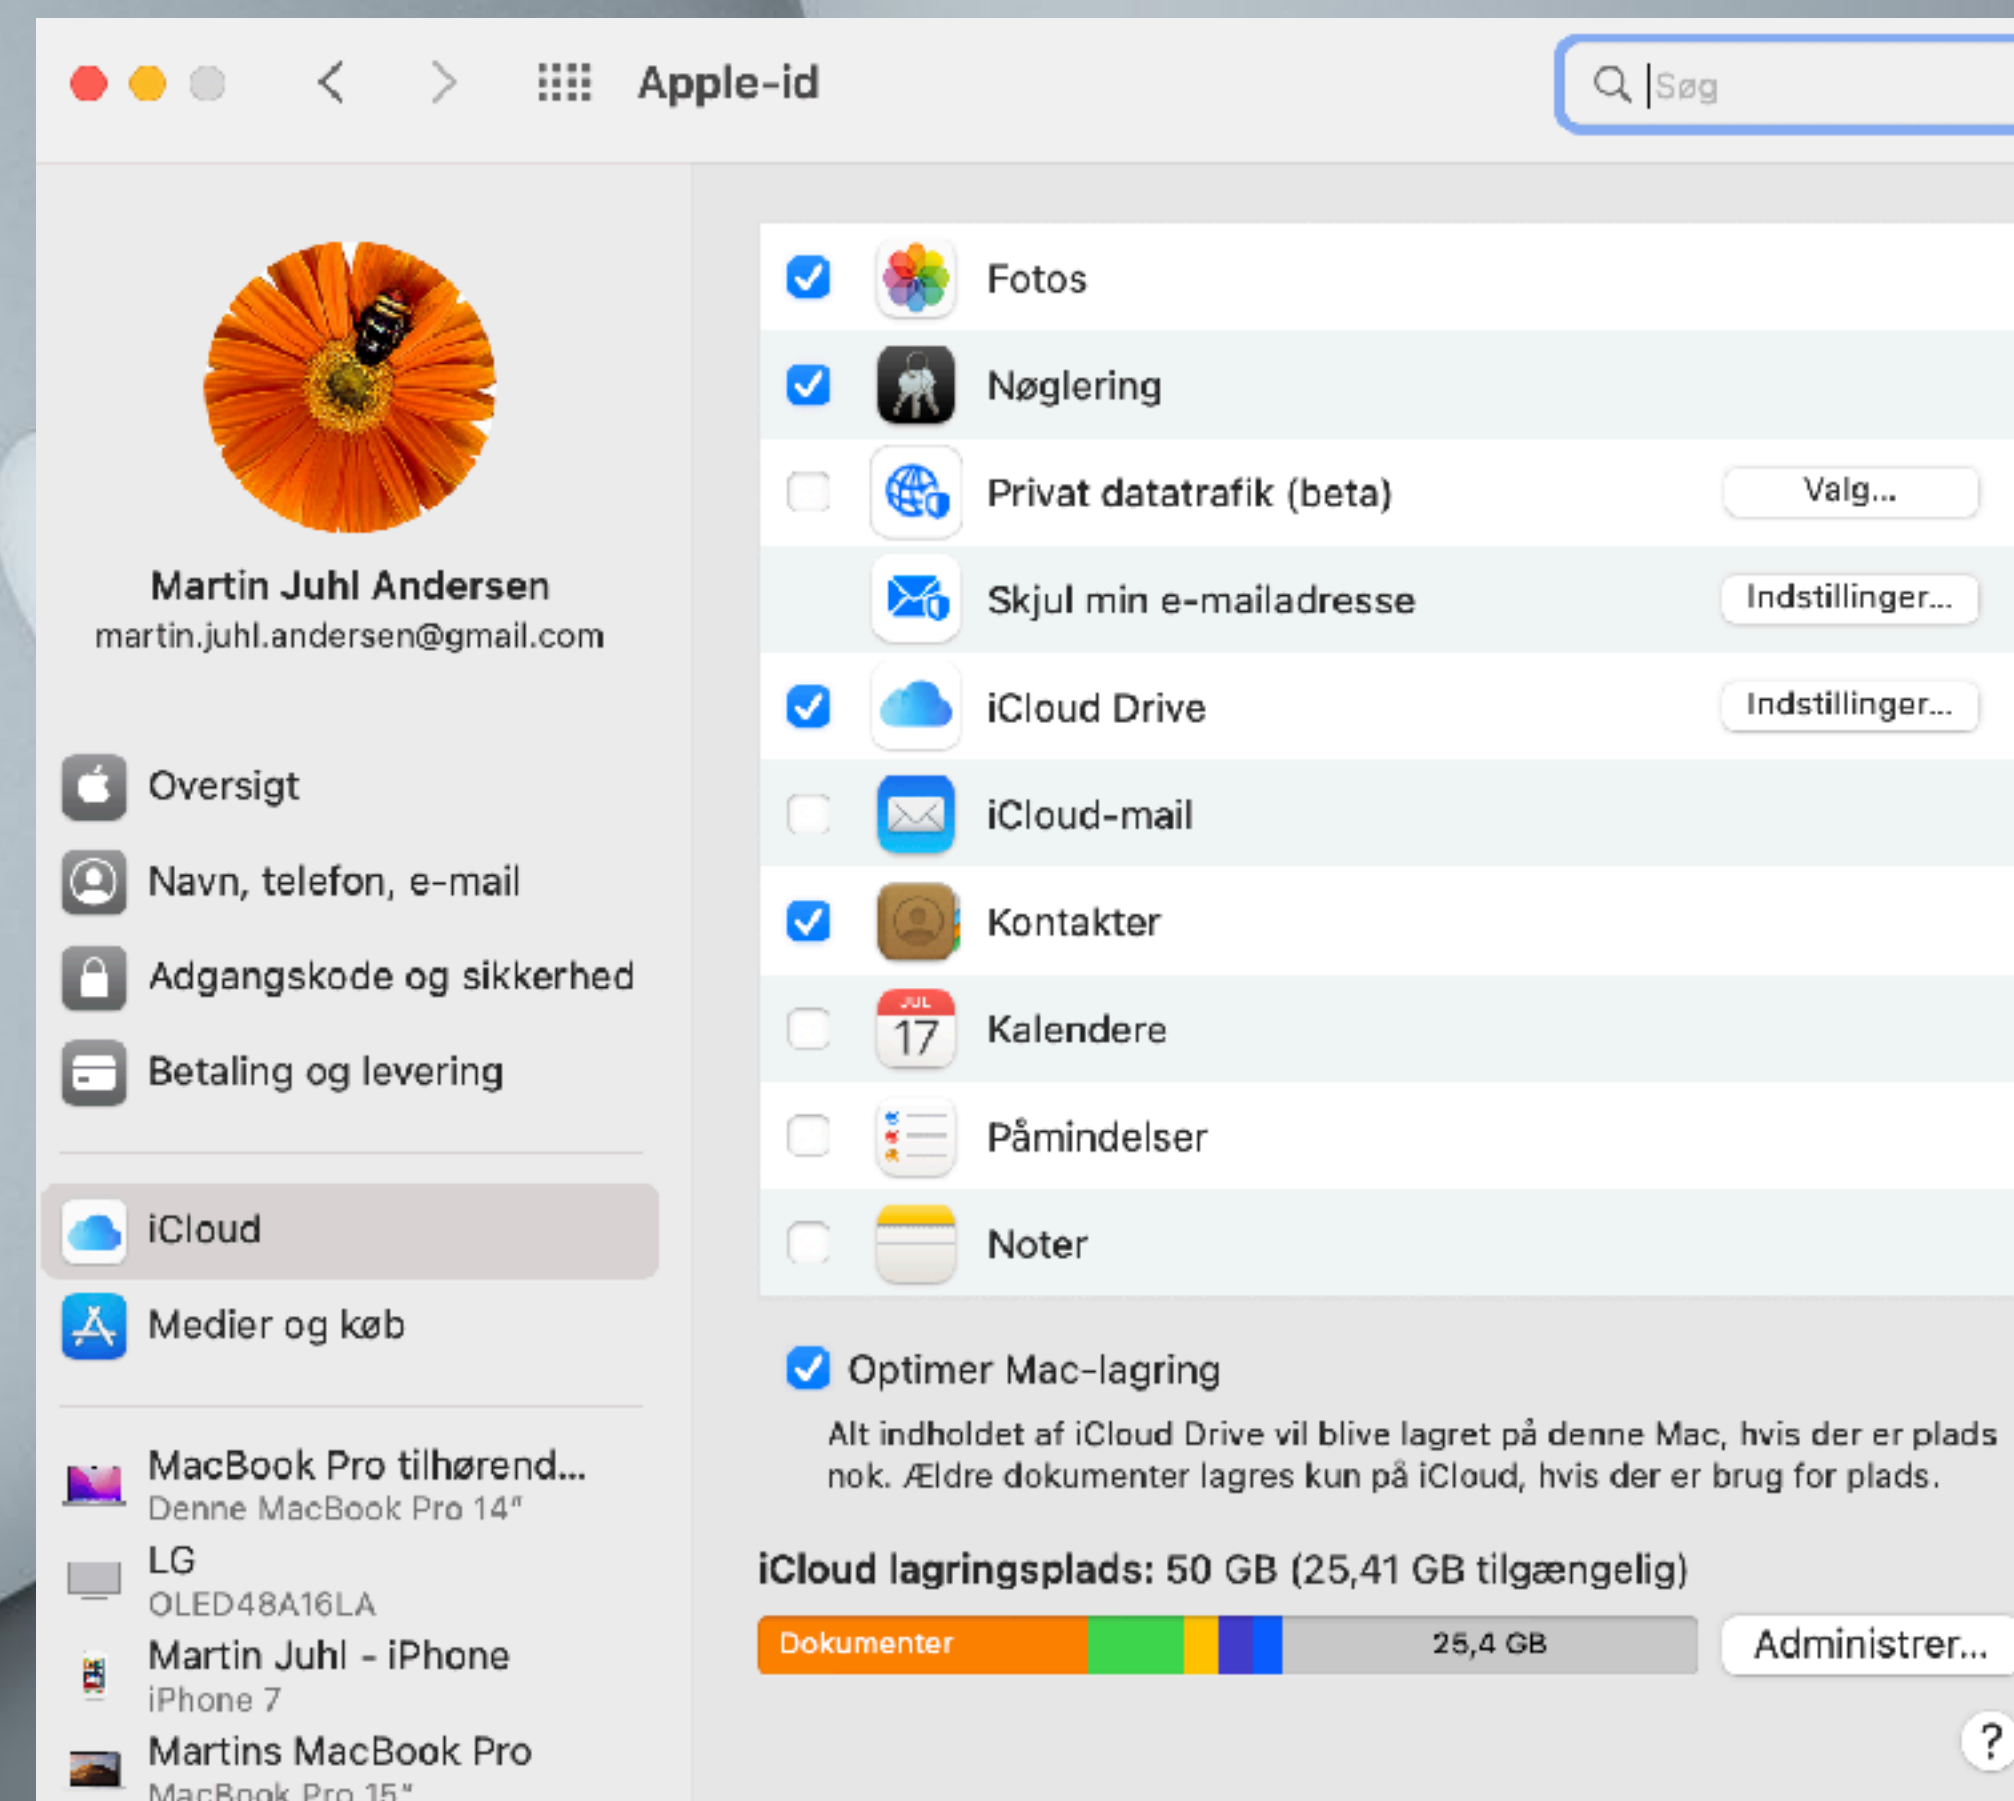 Apple-id
Søg
Martin Juhl Andersen
martin.juhl.andersen@gmail.com
Oversigt
Navn, telefon, e-mail
Adgangskode og sikkerhed
Betaling og levering
iCloud
Medier og køb
MacBook Pro tilhørend...
Denne MacBook Pro 14"
LG
OLED48A16LA
Martin Juhl - iPhone
iPhone 7
Martins MacBook Pro
MacBook Pro 15"
Fotos
Nøglering
Privat datatrafik (beta)
Valg...
Skjul min e-mailadresse
Indstillinger...
iCloud Drive
Indstillinger...
iCloud-mail
Kontakter
JUL
17
Kalendere
Påmindelser
Noter
Optimer Mac-lagring
Alt indholdet af iCloud Drive vil blive lagret på denne Mac, hvis der er plads
nok. Ældre dokumenter lagres kun på iCloud, hvis der er brug for plads.
iCloud lagringsplads: 50 GB (25,41 GB tilgængelig)
Dokumenter
25,4 GB
Administrer...
?